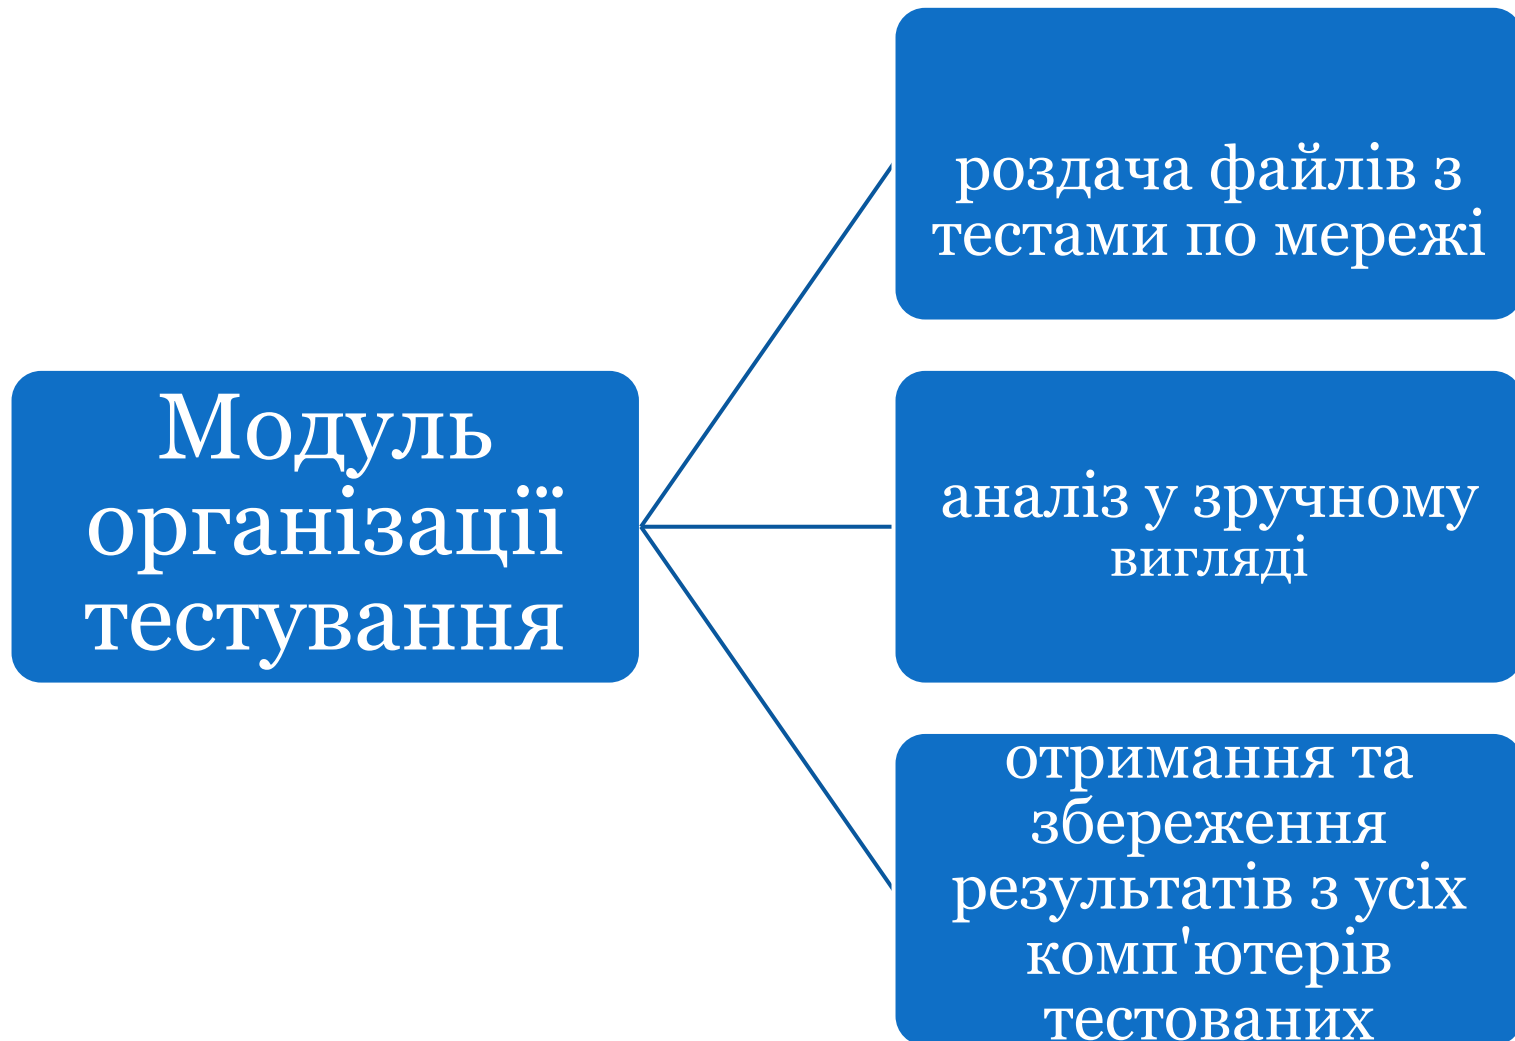 Модуль
організації
тестування
роздача файлів з
тестами по мережі
аналіз у зручному
вигляді
отримання та
збереження
результатів з усіх
комп'ютерів
тестованих